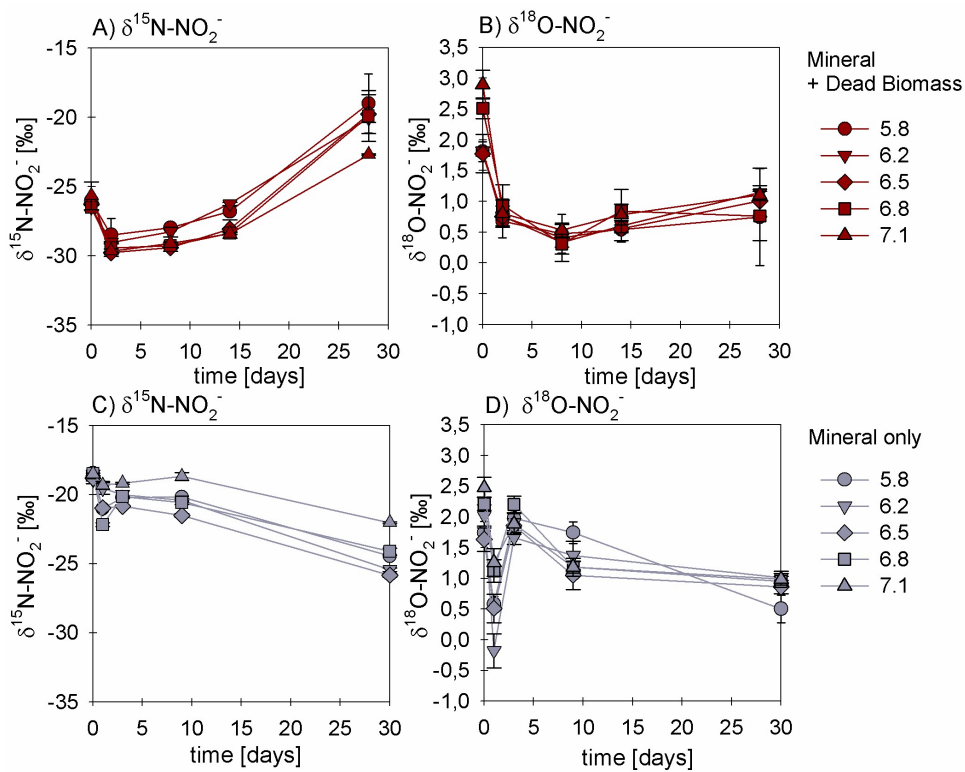 A) δ¹⁵N-NO₂⁻
-15
-20
-25
-30
-35
0 5 10 15 20 25 30
δ¹⁵N-NO₂⁻ [‰]
time [days]
B) δ¹⁸O-NO₂⁻
3,5
3,0
2,5
2,0
1,5
1,0
0,5
0,0
-0,5
-1,0
0 5 10 15 20 25 30
δ¹⁸O-NO₂⁻ [‰]
time [days]
Mineral
+ Dead Biomass
5.8
6.2
6.5
6.8
7.1
C) δ¹⁵N-NO₂⁻
-15
-20
-25
-30
-35
0 5 10 15 20 25 30
δ¹⁵N-NO₂⁻ [‰]
time [days]
D) δ¹⁸O-NO₂⁻
3,5
3,0
2,5
2,0
1,5
1,0
0,5
0,0
-0,5
-1,0
0 5 10 15 20 25 30
δ¹⁸O-NO₂⁻ [‰]
time [days]
Mineral only
5.8
6.2
6.5
6.8
7.1